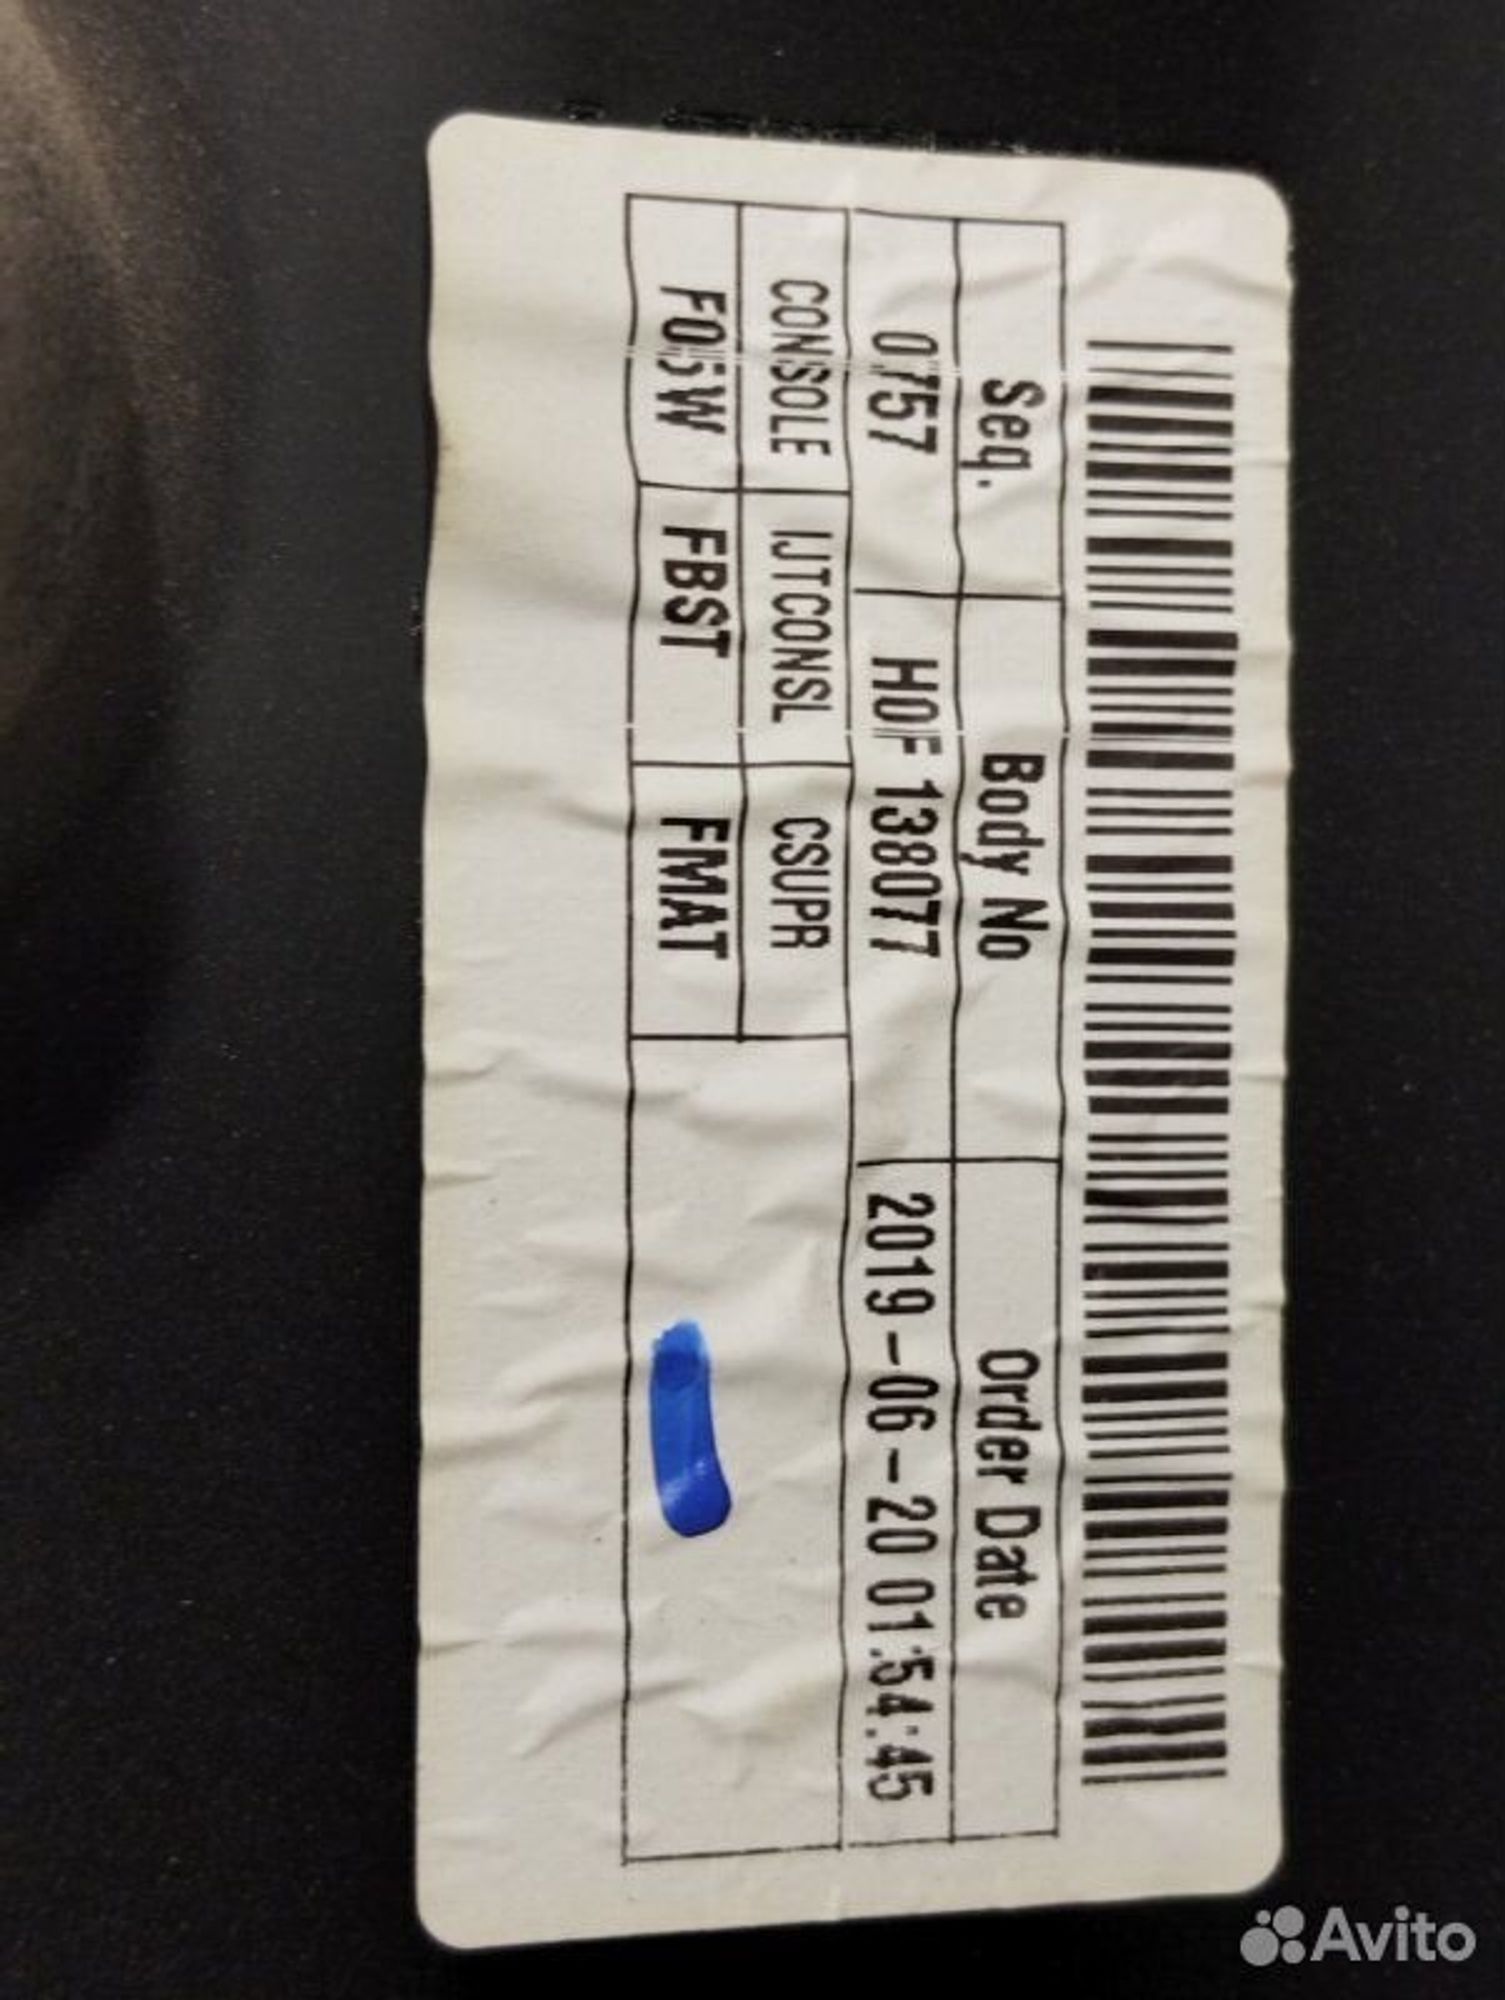 Seq. Body No Order Date
0757 H0F 138077 2019-06-20 01:54:45
CONSOLE IJTCONSL CSUPR
F05W FBST FMAT
Avito